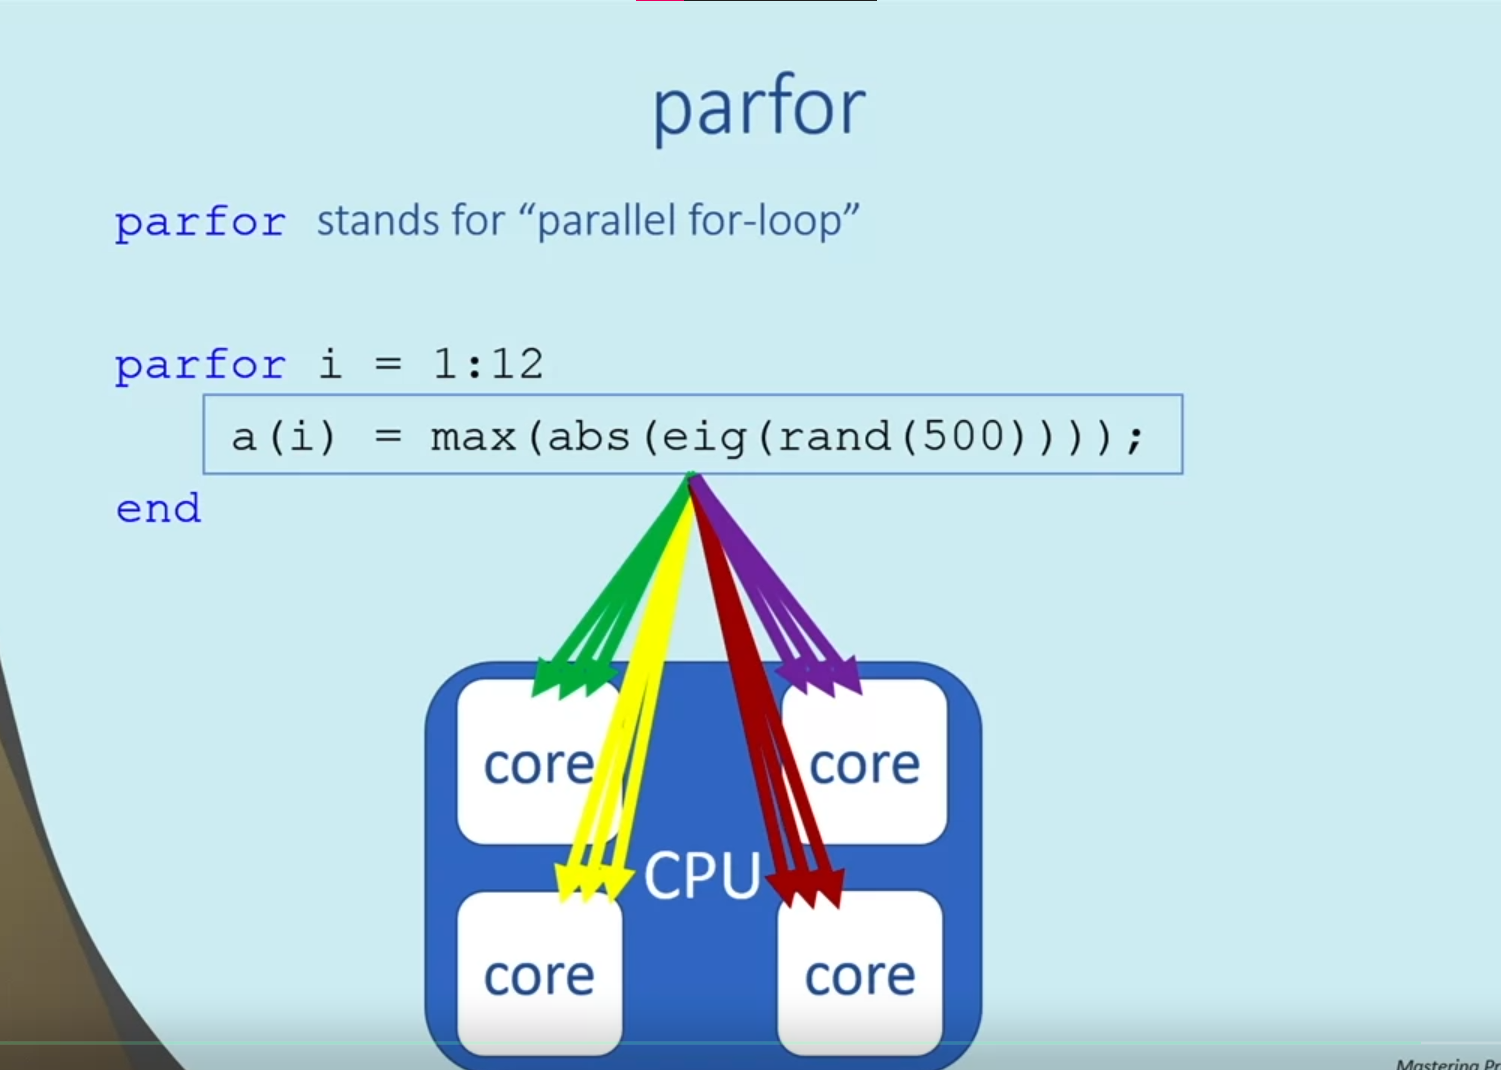 parfor
parfor stands for “parallel for-loop”
parfor i = 1:12
a(i) = max(abs(eig(rand(500))));
end
core
core
CPU
core
core
Mastering